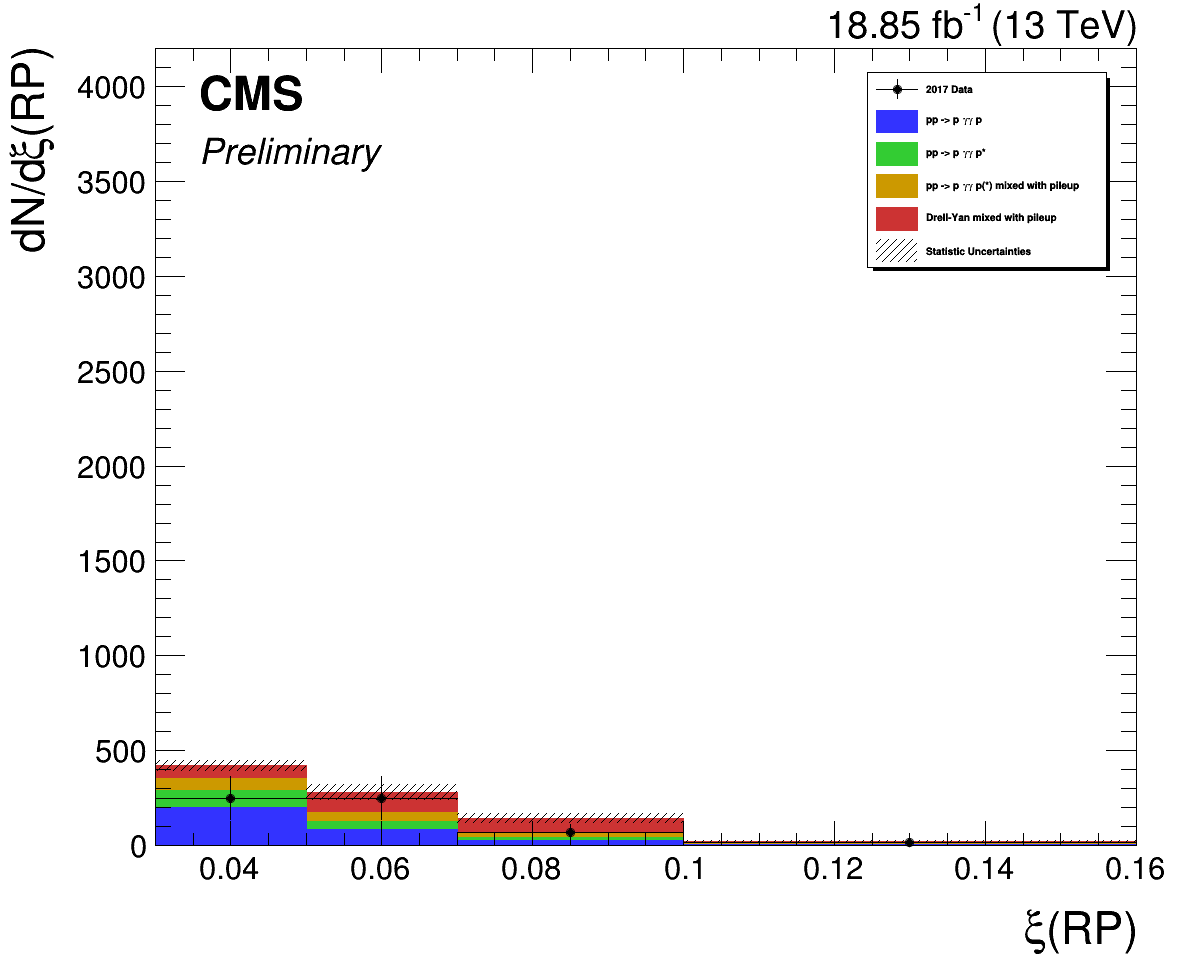 18.85 fb⁻¹ (13 TeV)
dN/dξ(RP)
CMS
Preliminary
2017 Data
pp -> p γγ p
pp -> p γγ p*
pp -> p γγ p(*) mixed with pileup
Drell-Yan mixed with pileup
Statistic Uncertainties
4000
3500
3000
2500
2000
1500
1000
500
0
0.04 0.06 0.08 0.1 0.12 0.14 0.16
ξ(RP)